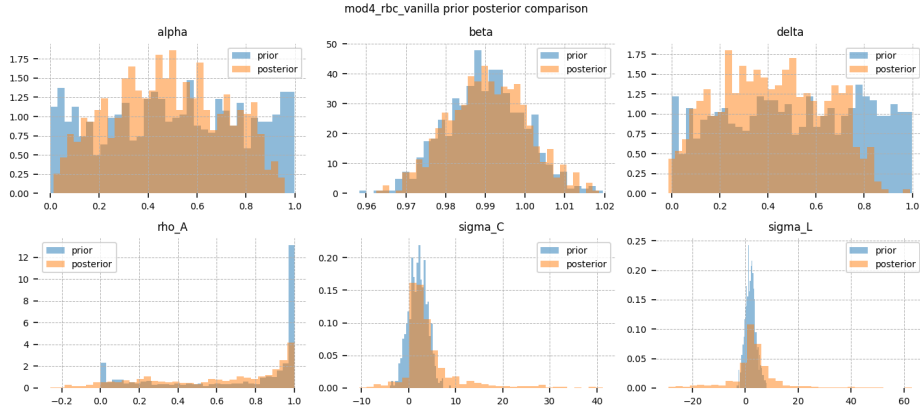 mod4_rbc_vanilla prior posterior comparison
alpha
prior
posterior
1.75
1.50
1.25
1.00
0.75
0.50
0.25
0.00
0.0 0.2 0.4 0.6 0.8 1.0
beta
prior
posterior
50
40
30
20
10
0
0.96 0.97 0.98 0.99 1.00 1.01 1.02
delta
prior
posterior
1.75
1.50
1.25
1.00
0.75
0.50
0.25
0.00
0.0 0.2 0.4 0.6 0.8 1.0
rho_A
prior
posterior
12
10
8
6
4
2
0
−0.2 0.0 0.2 0.4 0.6 0.8 1.0
sigma_C
prior
posterior
0.20
0.15
0.10
0.05
0.00
−10 0 10 20 30 40
sigma_L
prior
posterior
0.25
0.20
0.15
0.10
0.05
0.00
−20 0 20 40 60